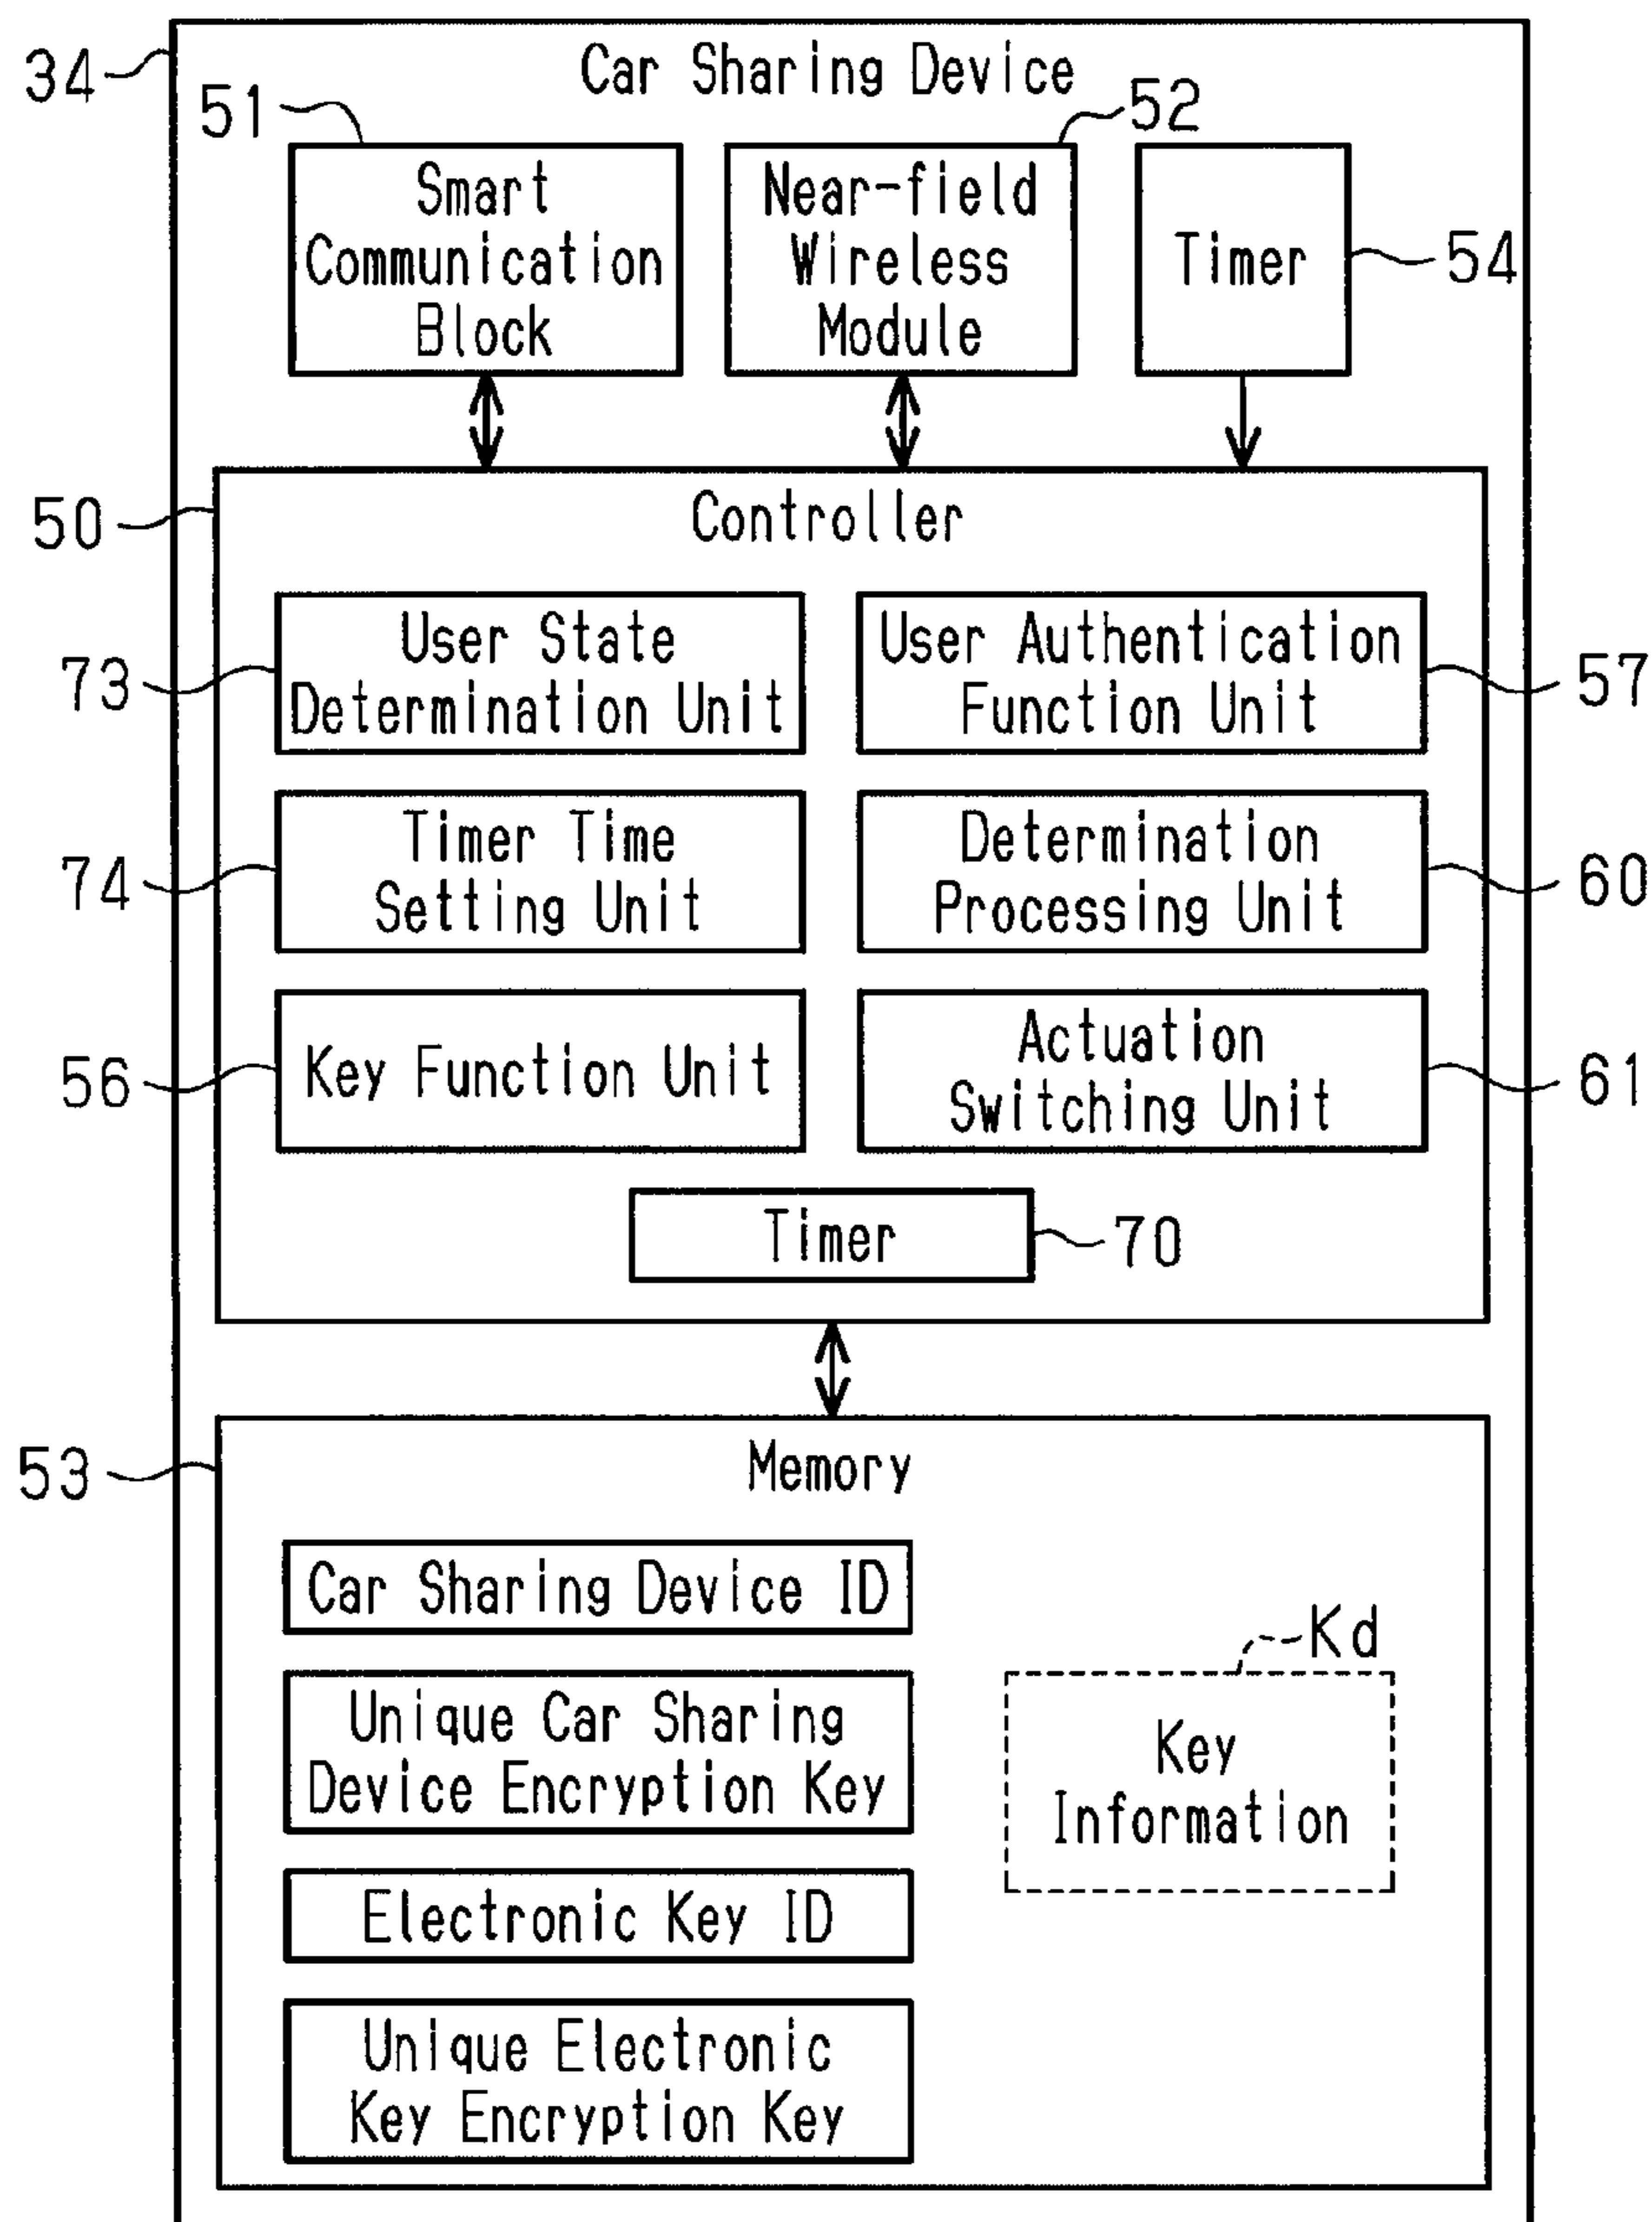 34
Car Sharing Device
51
52
Smart
Communication
Block
Near-field
Wireless
Module
Timer
54
50
Controller
73
User State
Determination Unit
User Authentication
Function Unit
57
74
Timer Time
Setting Unit
Determination
Processing Unit
60
56
Key Function Unit
Actuation
Switching Unit
61
Timer
70
53
Memory
Car Sharing Device ID
Unique Car Sharing
Device Encryption Key
Electronic Key ID
Unique Electronic
Key Encryption Key
Kd
Key
Information